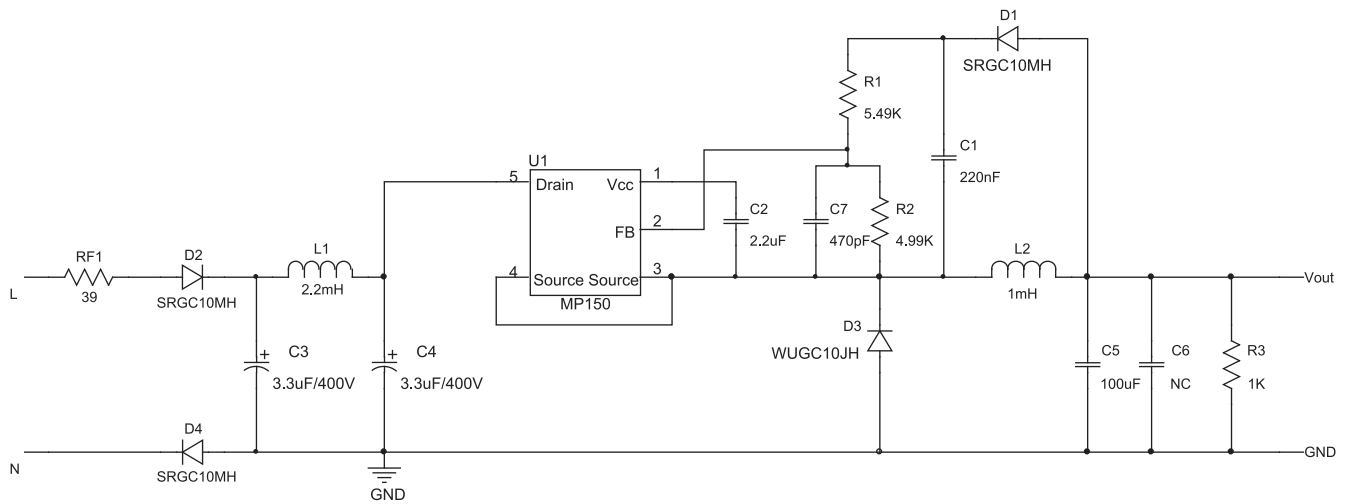 D1
SRGC10MH
R1
5.49K
C1
220nF
U1
5
Drain
Vcc
1
C2
2.2uF
FB
2
C7
470pF
R2
4.99K
4
Source Source
3
MP150
L
RF1
39
D2
SRGC10MH
L1
2.2mH
L2
1mH
Vout
D3
WUGC10JH
C3
3.3uF/400V
C4
3.3uF/400V
C5
100uF
C6
NC
R3
1K
N
D4
SRGC10MH
GND
GND